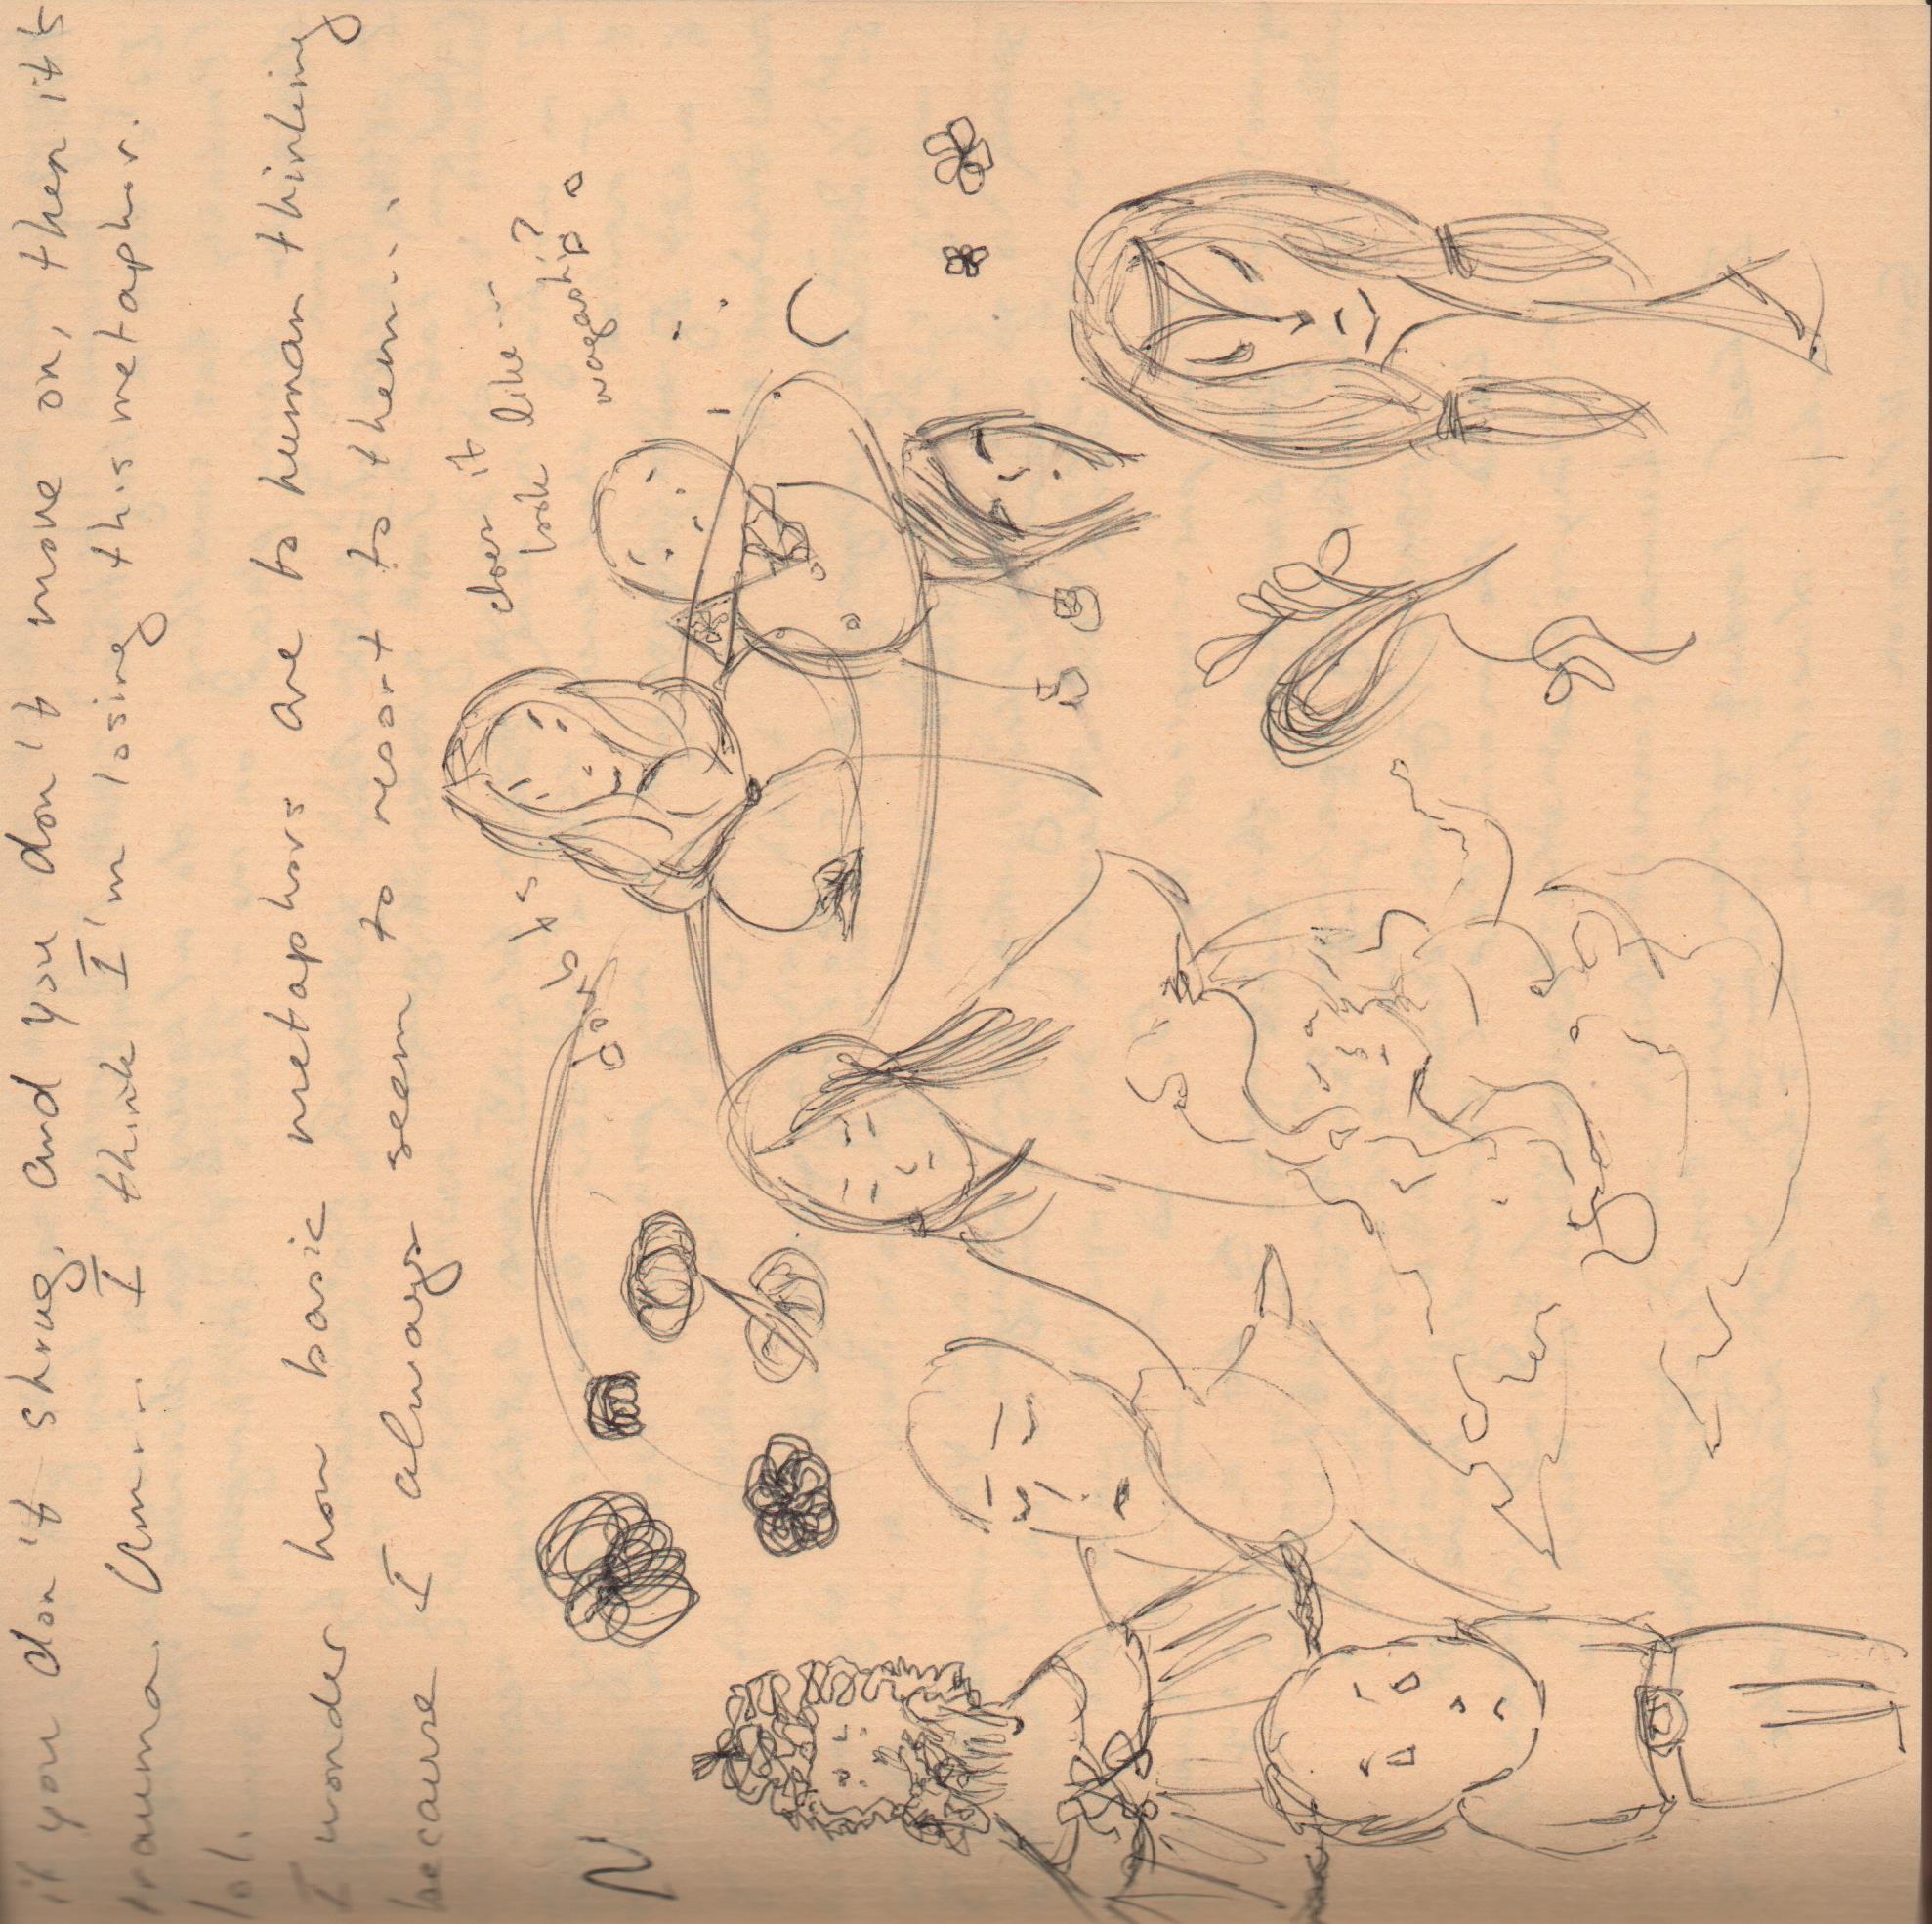 if you don't shrug, and you don't move on, then it's
trauma. Um.... I think I'm losing this metaphor.
lol.
I wonder how basic metaphors are to human thinking
because I always seem to resort to them...
doubts
does it
look like...
wagashi?